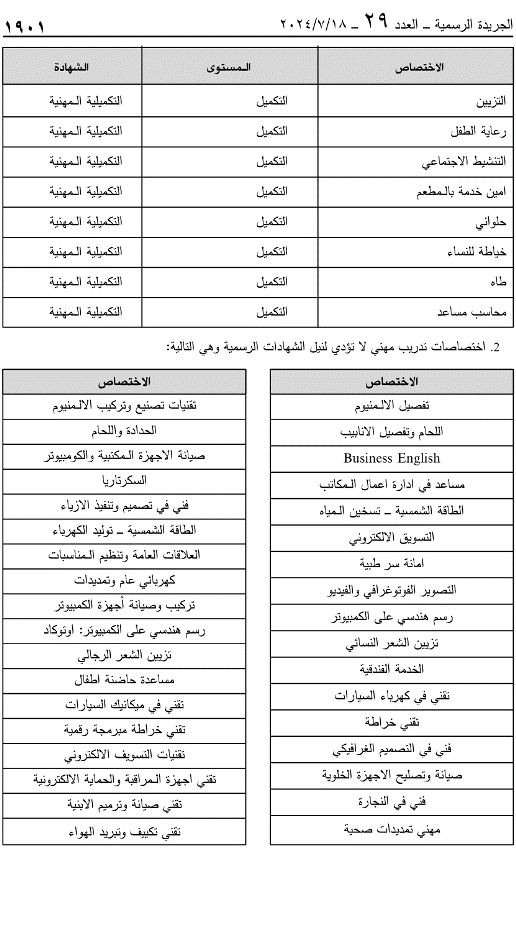 الجريدة الرسمية ــ العدد ٢٩ ــ ٢٠٢٤/٧/١٨ ١٩٠١
الاختصاص المستوى الشهادة
التزيين التكميل التكميلية المهنية
رعاية الطفل التكميل التكميلية المهنية
التنشيط الاجتماعي التكميل التكميلية المهنية
امين خدمة بالمطعم التكميل التكميلية المهنية
حلواني التكميل التكميلية المهنية
خياطة للنساء التكميل التكميلية المهنية
طاه التكميل التكميلية المهنية
محاسب مساعد التكميل التكميلية المهنية
2. اختصاصات تدريب مهني لا تؤدي لنيل الشهادات الرسمية وهي التالية:
الاختصاص
تفصيل الالمنيوم
اللحام وتفصيل الانابيب
Business English
مساعد في ادارة اعمال المكاتب
الطاقة الشمسية ــ تسخين المياه
التسويق الالكتروني
امانة سر طبية
التصوير الفوتوغرافي والفيديو
رسم هندسي على الكمبيوتر
تزيين الشعر النسائي
الخدمة الفندقية
تقني في كهرباء السيارات
تقني خراطة
فني في التصميم الغرافيكي
صيانة وتصليح الاجهزة الخلوية
فني في النجارة
مهني تمديدات صحية
الاختصاص
تقنيات تصنيع وتركيب الالمنيوم
الحدادة واللحام
صيانة الاجهزة المكتبية والكومبيوتر
السكرتاريا
فني في تصميم وتنفيذ الازياء
الطاقة الشمسية ــ توليد الكهرباء
العلاقات العامة وتنظيم المناسبات
كهربائي عام وتمديدات
تركيب وصيانة أجهزة الكمبيوتر
رسم هندسي على الكمبيوتر: اوتوكاد
تزيين الشعر الرجالي
مساعدة حاضنة اطفال
تقني في ميكانيك السيارات
تقني خراطة مبرمجة رقمية
تقنيات التسويف الالكتروني
تقني اجهزة المراقبة والحماية الالكترونية
تقني صيانة وترميم الابنية
تقني تكييف وتبريد الهواء